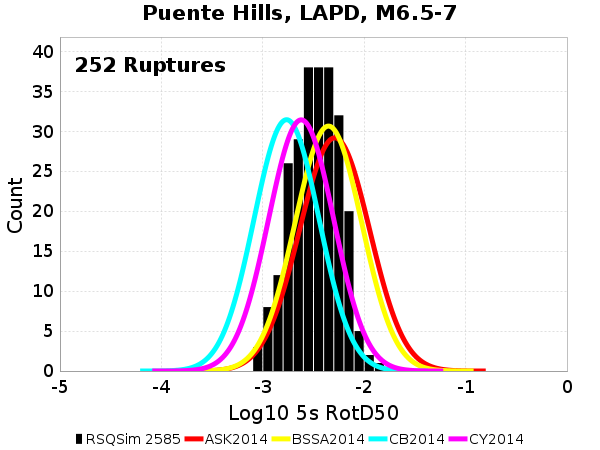 Puente Hills, LAPD, M6.5-7
252 Ruptures
40
35
30
25
20
15
10
5
0
Count
-5 -4 -3 -2 -1 0
Log10 5s RotD50
RSQSim 2585 ASK2014 BSSA2014 CB2014 CY2014